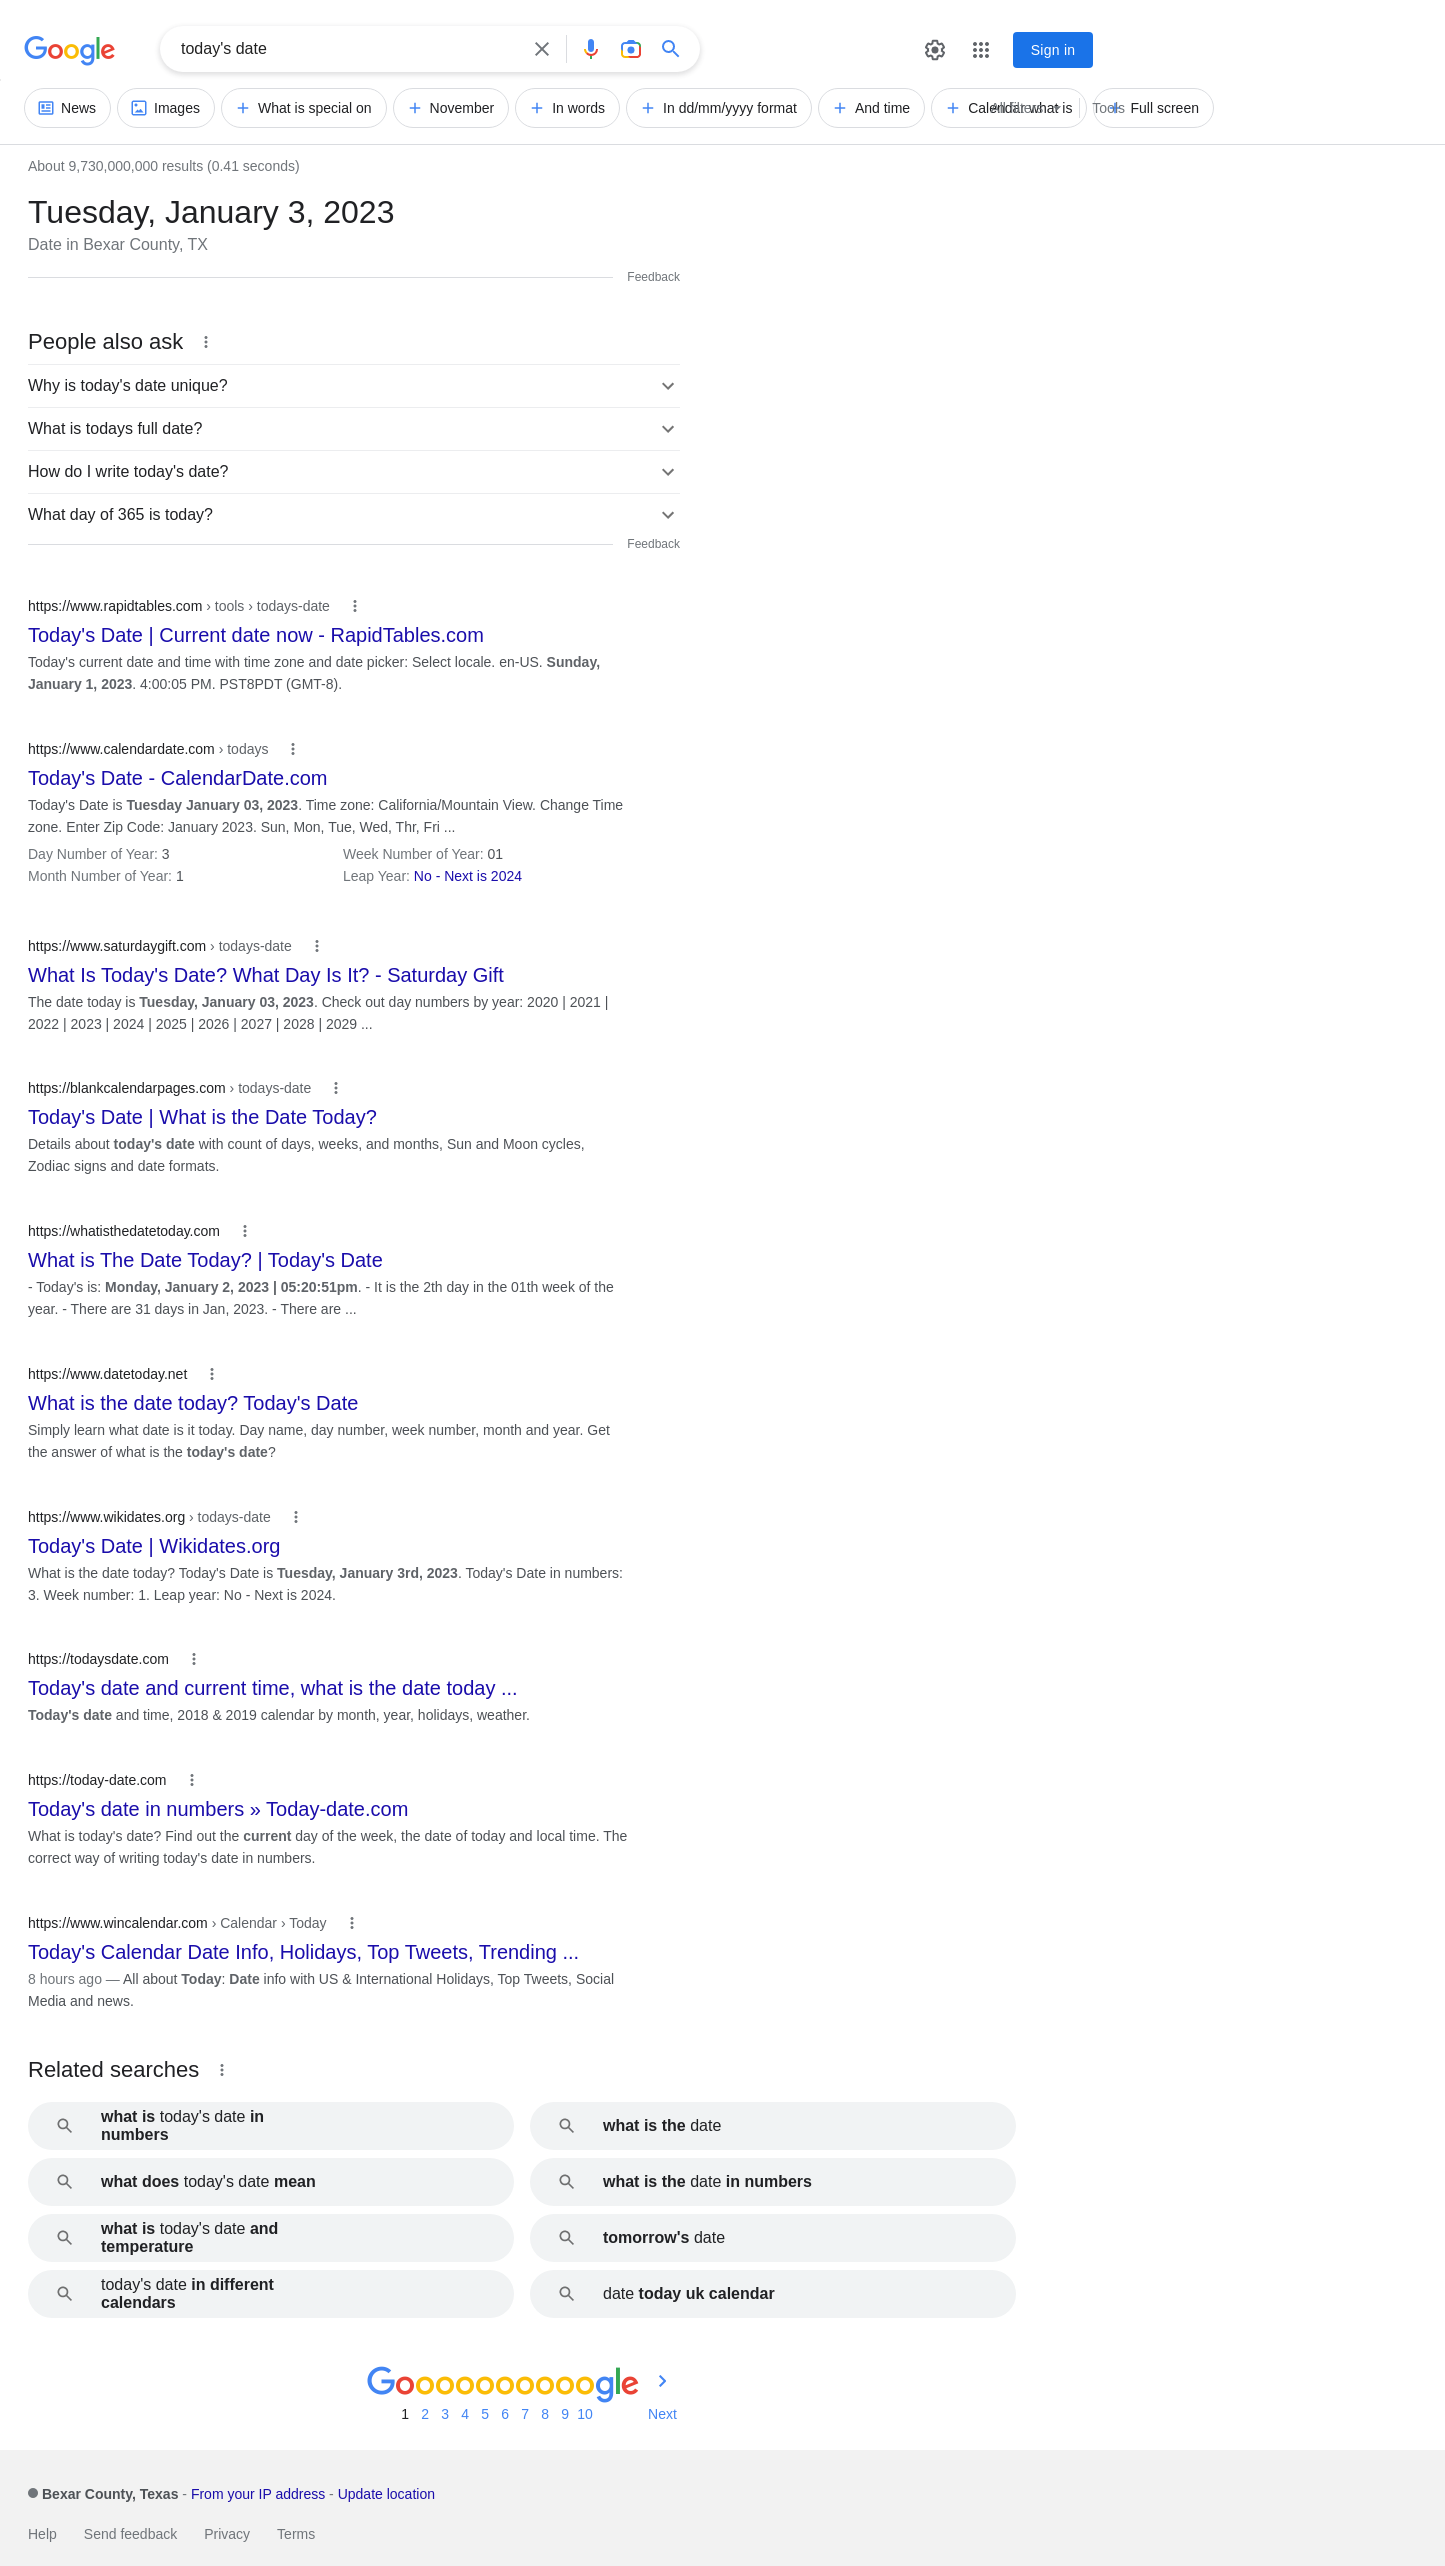 Google
today's date
Sign in
News
Images
What is special on
November
In words
In dd/mm/yyyy format
And time
Calendar what is
Tools
Full screen
About 9,730,000,000 results (0.41 seconds)
Tuesday, January 3, 2023
Date in Bexar County, TX
Feedback
People also ask
Why is today's date unique?
What is todays full date?
How do I write today's date?
What day of 365 is today?
Feedback
https://www.rapidtables.com › tools › todays-date
Today's Date | Current date now - RapidTables.com
Today's current date and time with time zone and date picker: Select locale. en-US. Sunday,
January 1, 2023. 4:00:05 PM. PST8PDT (GMT-8).
https://www.calendardate.com › todays
Today's Date - CalendarDate.com
Today's Date is Tuesday January 03, 2023. Time zone: California/Mountain View. Change Time
zone. Enter Zip Code: January 2023. Sun, Mon, Tue, Wed, Thr, Fri ...
Day Number of Year: 3
Week Number of Year: 01
Month Number of Year: 1
Leap Year: No - Next is 2024
https://www.saturdaygift.com › todays-date
What Is Today's Date? What Day Is It? - Saturday Gift
The date today is Tuesday, January 03, 2023. Check out day numbers by year: 2020 | 2021 |
2022 | 2023 | 2024 | 2025 | 2026 | 2027 | 2028 | 2029 ...
https://blankcalendarpages.com › todays-date
Today's Date | What is the Date Today?
Details about today's date with count of days, weeks, and months, Sun and Moon cycles,
Zodiac signs and date formats.
https://whatisthedatetoday.com
What is The Date Today? | Today's Date
- Today's is: Monday, January 2, 2023 | 05:20:51pm. - It is the 2th day in the 01th week of the
year. - There are 31 days in Jan, 2023. - There are ...
https://www.datetoday.net
What is the date today? Today's Date
Simply learn what date is it today. Day name, day number, week number, month and year. Get
the answer of what is the today's date?
https://www.wikidates.org › todays-date
Today's Date | Wikidates.org
What is the date today? Today's Date is Tuesday, January 3rd, 2023. Today's Date in numbers:
3. Week number: 1. Leap year: No - Next is 2024.
https://todaysdate.com
Today's date and current time, what is the date today ...
Today's date and time, 2018 & 2019 calendar by month, year, holidays, weather.
https://today-date.com
Today's date in numbers » Today-date.com
What is today's date? Find out the current day of the week, the date of today and local time. The
correct way of writing today's date in numbers.
https://www.wincalendar.com › Calendar › Today
Today's Calendar Date Info, Holidays, Top Tweets, Trending ...
8 hours ago — All about Today: Date info with US & International Holidays, Top Tweets, Social
Media and news.
Related searches
what is today's date in
numbers
what is the date
what does today's date mean
what is the date in numbers
what is today's date and
temperature
tomorrow's date
today's date in different
calendars
date today uk calendar
Goooooooooogle
1 2 3 4 5 6 7 8 9 10 Next
Bexar County, Texas - From your IP address - Update location
Help Send feedback Privacy Terms